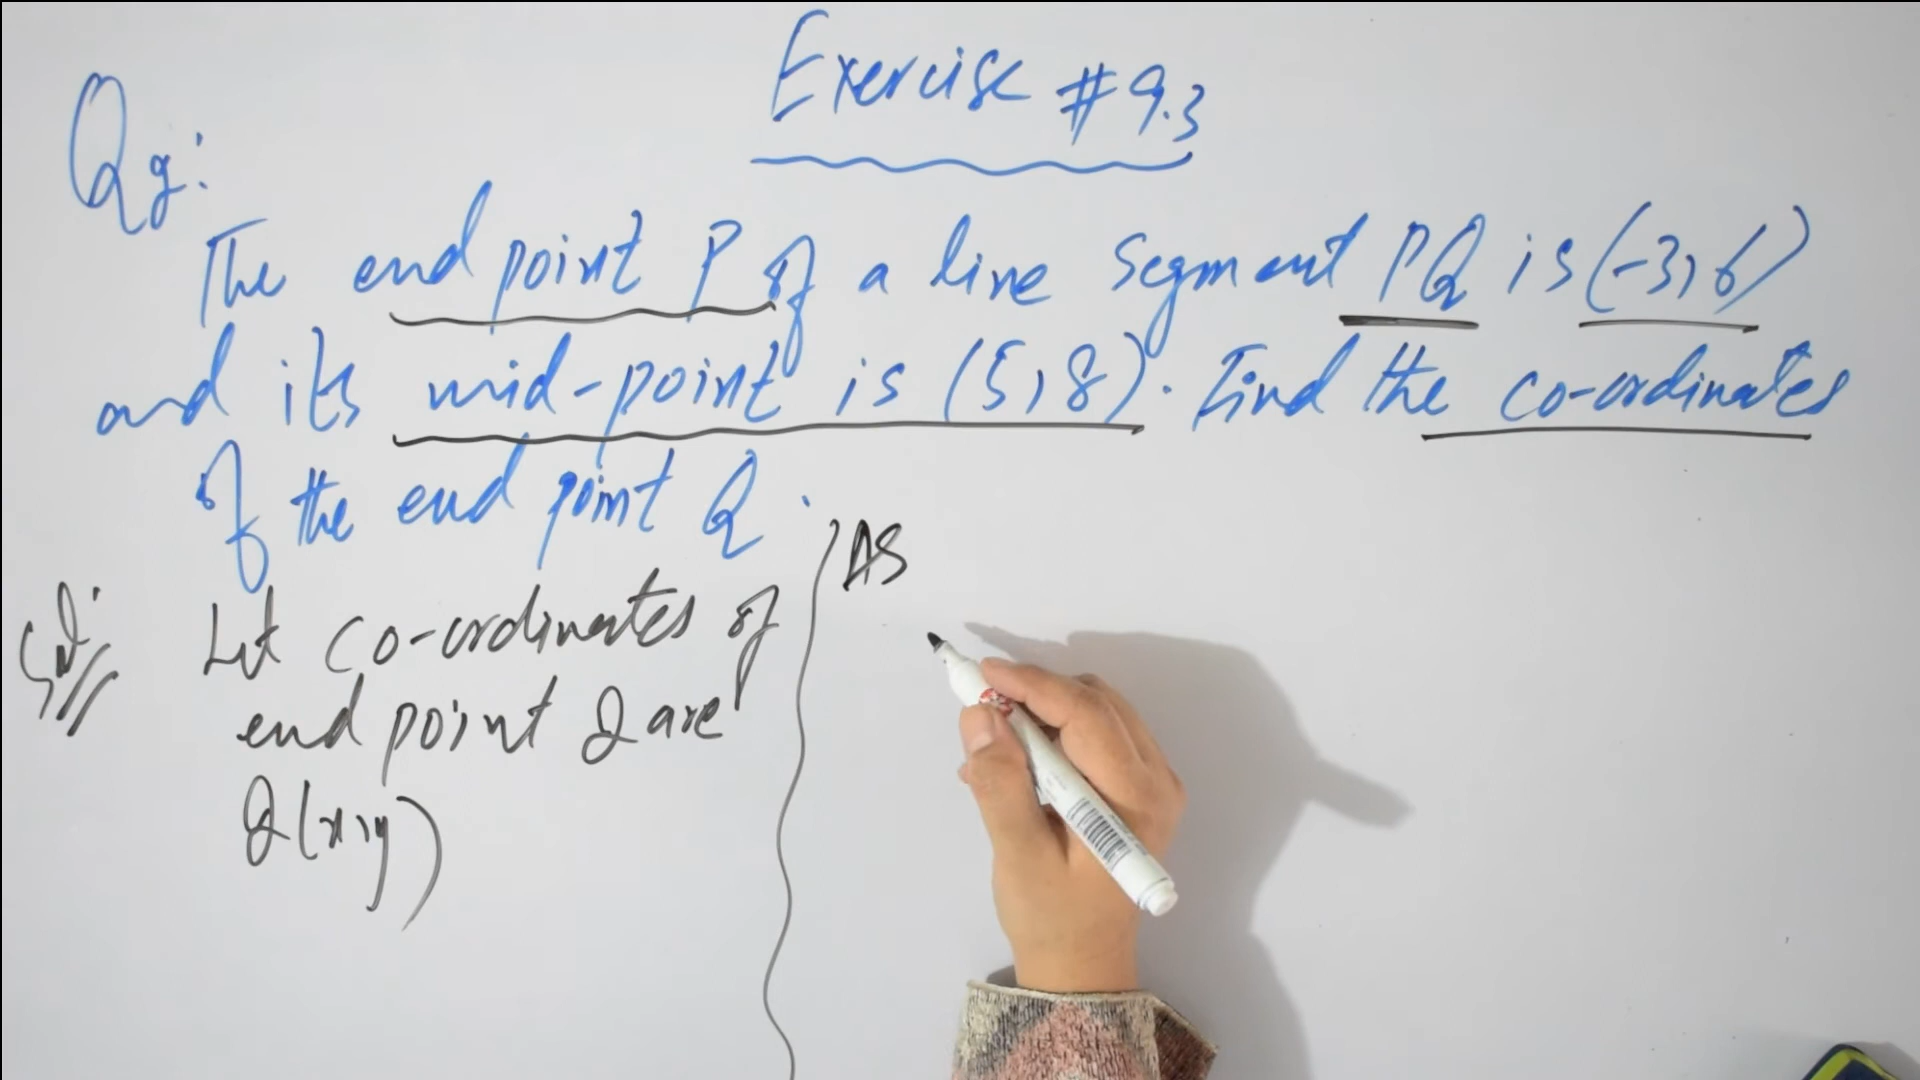 Exercise #9.3
Q9:
The end point P of a line segment PQ is (-3,6)
and its mid-point is (5,8). Find the co-ordinates
of the end point Q.
Sol:
Let co-ordinates of
end point Q are
Q(x,y)
AS